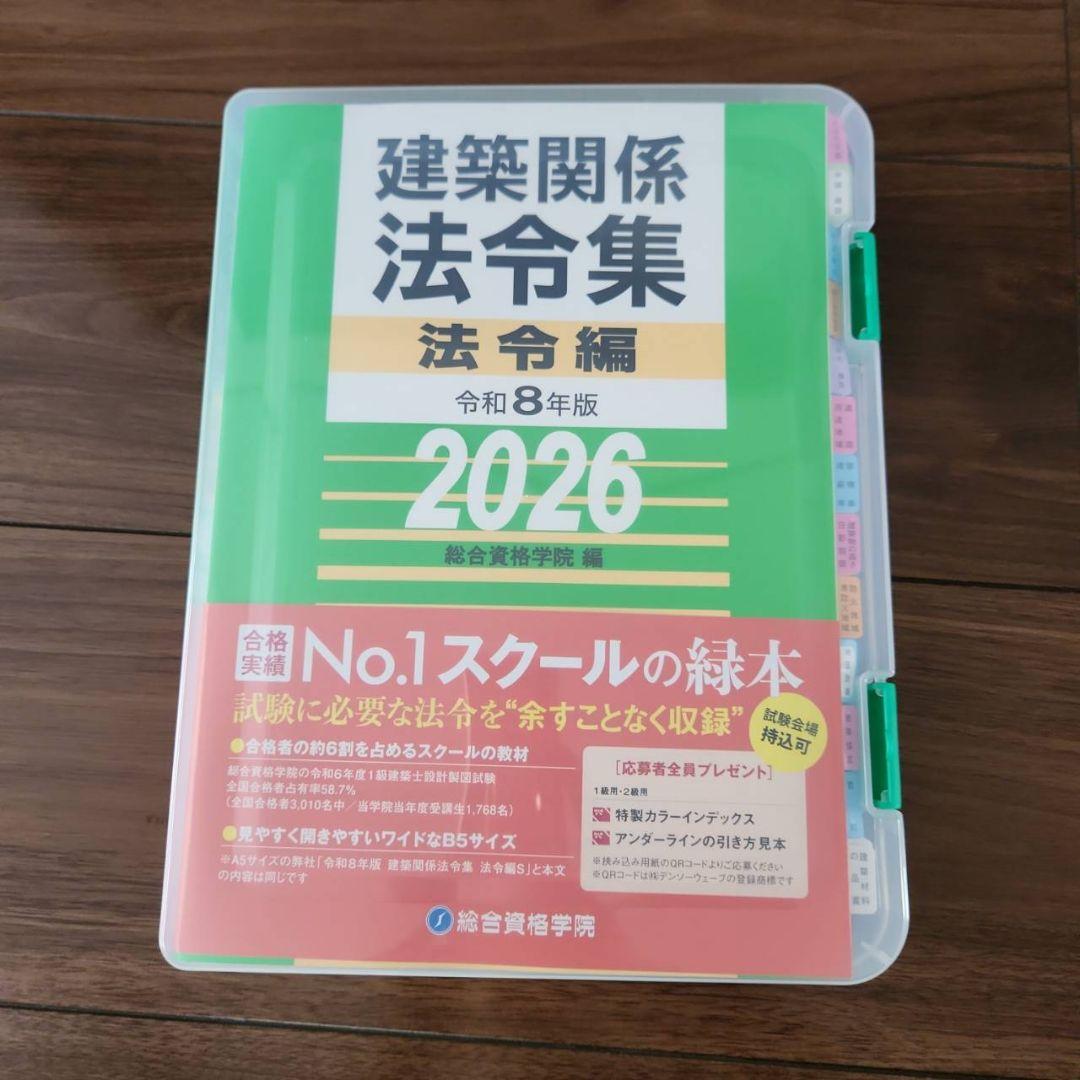 建築関係
法令集
法令編
令和8年版
2026
総合資格学院 編
合格
実績
No.1スクールの緑本
試験に必要な法令を“余すことなく収録”
試験会場
持込可
●合格者の約6割を占めるスクールの教材
総合資格学院の令和6年度1級建築士設計製図試験
全国合格者占有率58.7%
(全国合格者3,010名中/当学院当年度受講生1,768名)
●見やすく開きやすいワイドなB5サイズ
※A5サイズの弊社「令和8年版 建築関係法令集 法令編S」と本文
の内容は同じです
[応募者全員プレゼント]
1級用・2級用
特製カラーインデックス
アンダーラインの引き方見本
※挟み込み用紙のQRコードよりご応募ください
※QRコードは㈱デンソーウェーブの登録商標です
総合資格学院